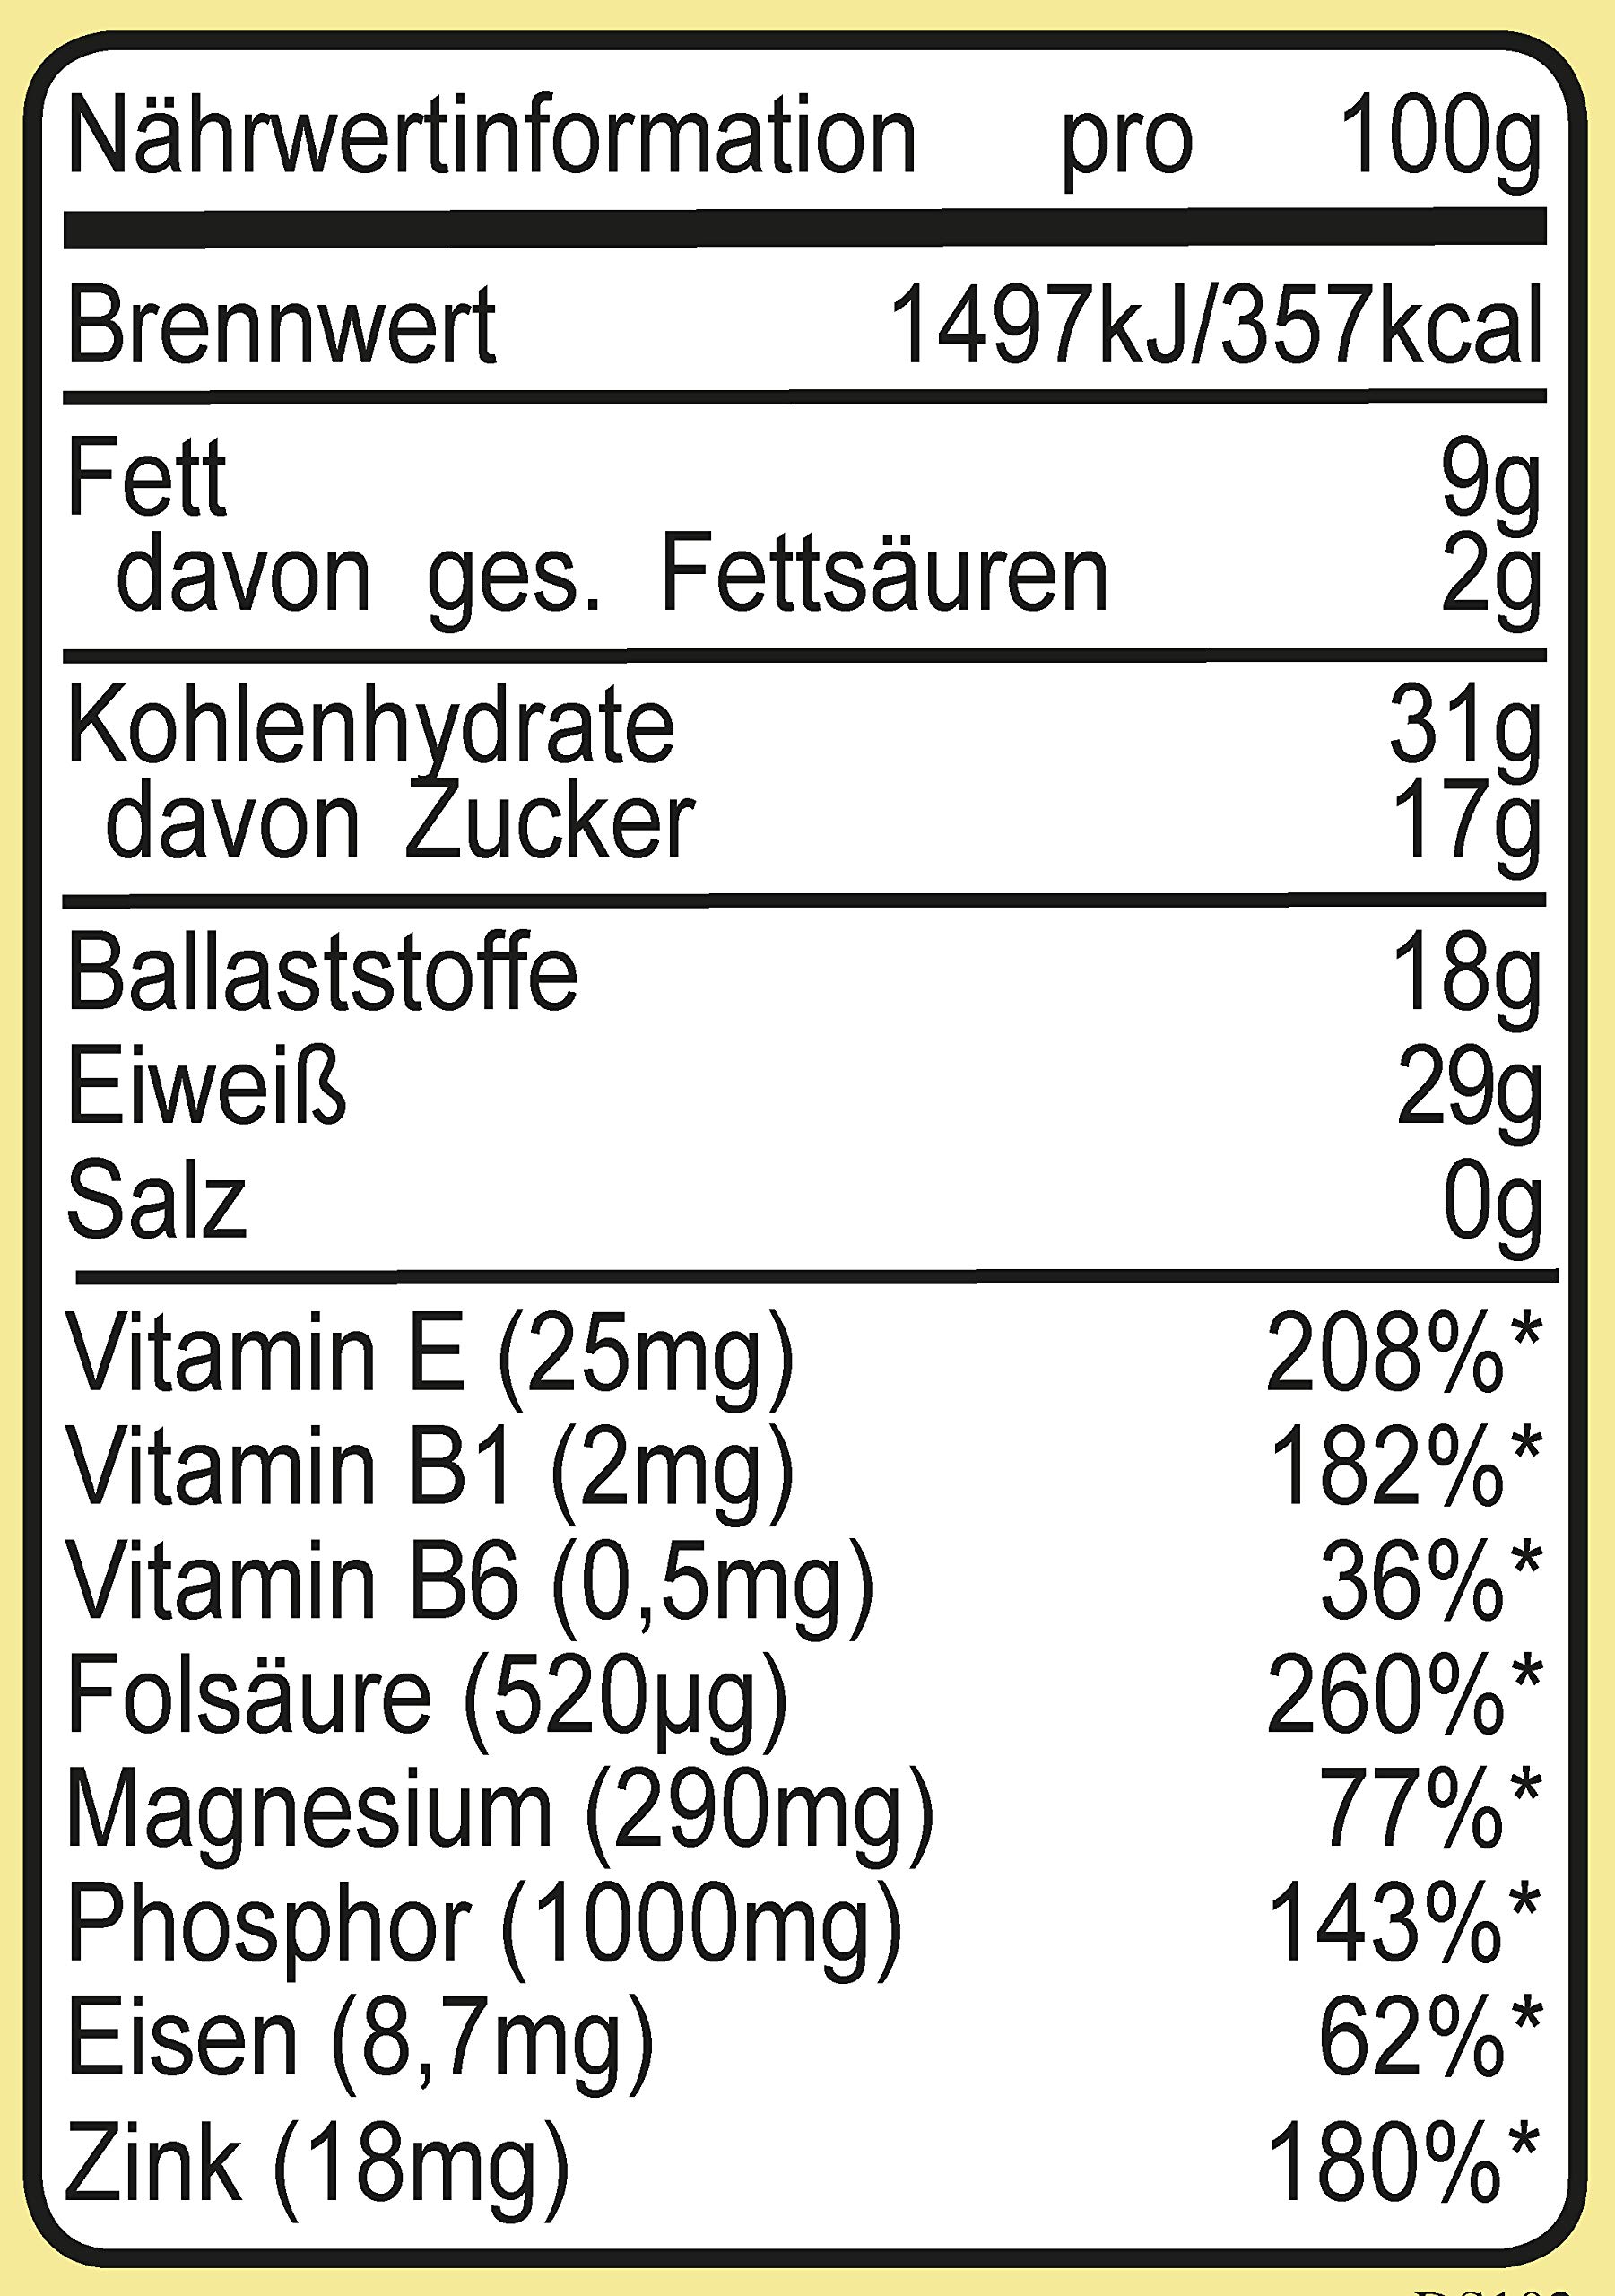 Nährwertinformation pro 100g
Brennwert 1497kJ/357kcal
Fett 9g
davon ges. Fettsäuren 2g
Kohlenhydrate 31g
davon Zucker 17g
Ballaststoffe 18g
Eiweiß 29g
Salz 0g
Vitamin E (25mg) 208%*
Vitamin B1 (2mg) 182%*
Vitamin B6 (0,5mg) 36%*
Folsäure (520µg) 260%*
Magnesium (290mg) 77%*
Phosphor (1000mg) 143%*
Eisen (8,7mg) 62%*
Zink (18mg) 180%*